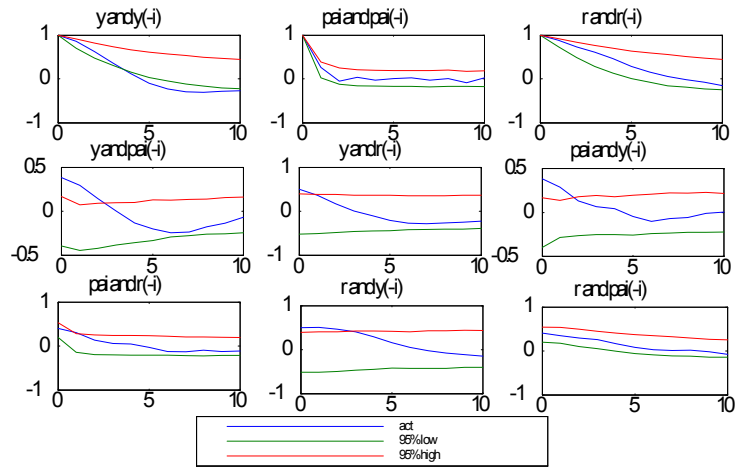 yandy(-i) paiandpai(-i) randr(-i)
1 1 1
0 0 0
-1 -1 -1
0 5 10 0 5 10 0 5 10
yandpai(-i) yandr(-i) paiandy(-i)
0.5 1 0.5
0 0 0
-0.5 -1 -0.5
0 5 10 0 5 10 0 5 10
paiandr(-i) randy(-i) randpai(-i)
1 1 1
0 0 0
-1 -1 -1
0 5 10 0 5 10 0 5 10
act
95%low
95%high